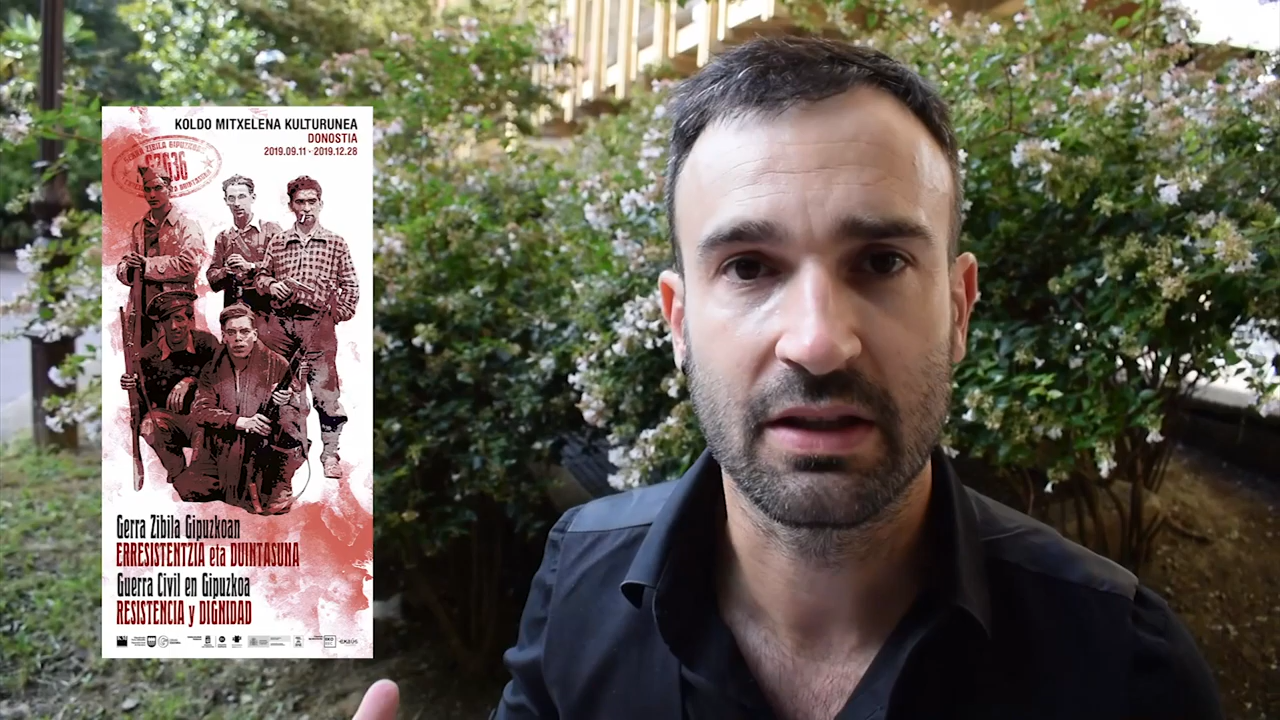 KOLDO MITXELENA KULTURUNEA
DONOSTIA
2019.09.11 - 2019.12.28
Gerra Zibila Gipuzkoan
ERRESISTENTZIA eta DUINTASUNA
Guerra Civil en Gipuzkoa
RESISTENCIA y DIGNIDAD